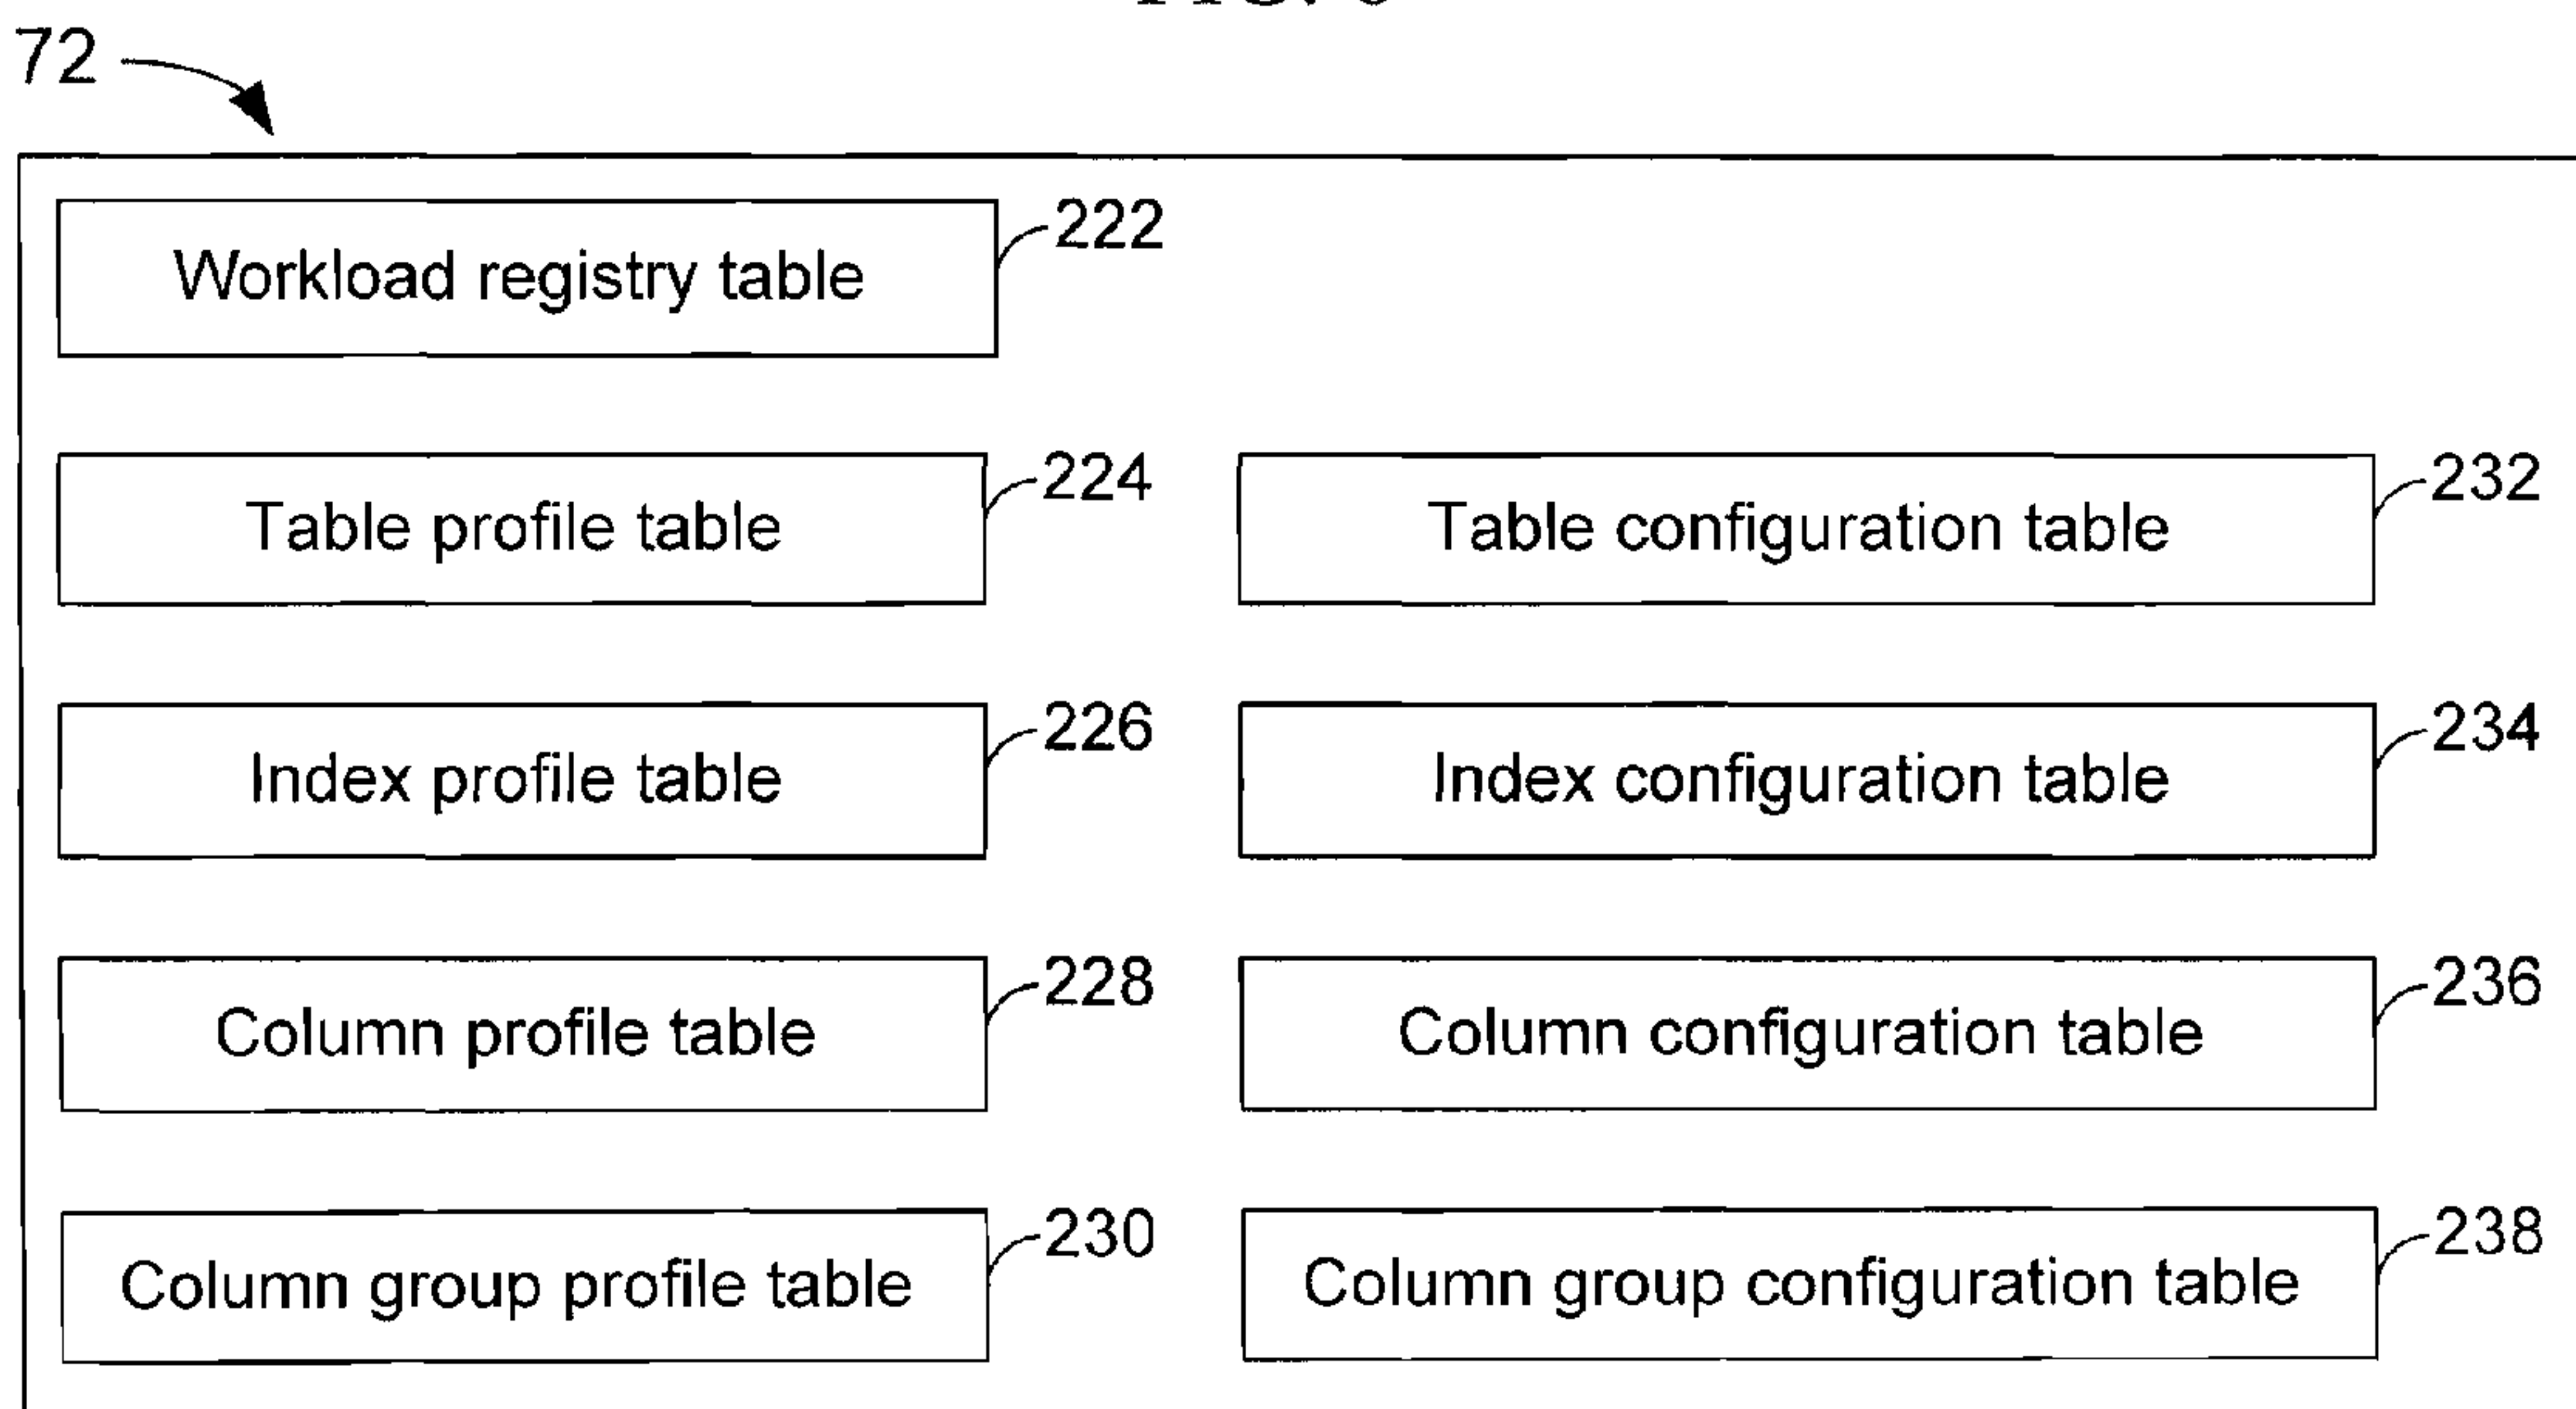 72
Workload registry table
222
Table profile table
224
Table configuration table
232
Index profile table
226
Index configuration table
234
Column profile table
228
Column configuration table
236
Column group profile table
230
Column group configuration table
238